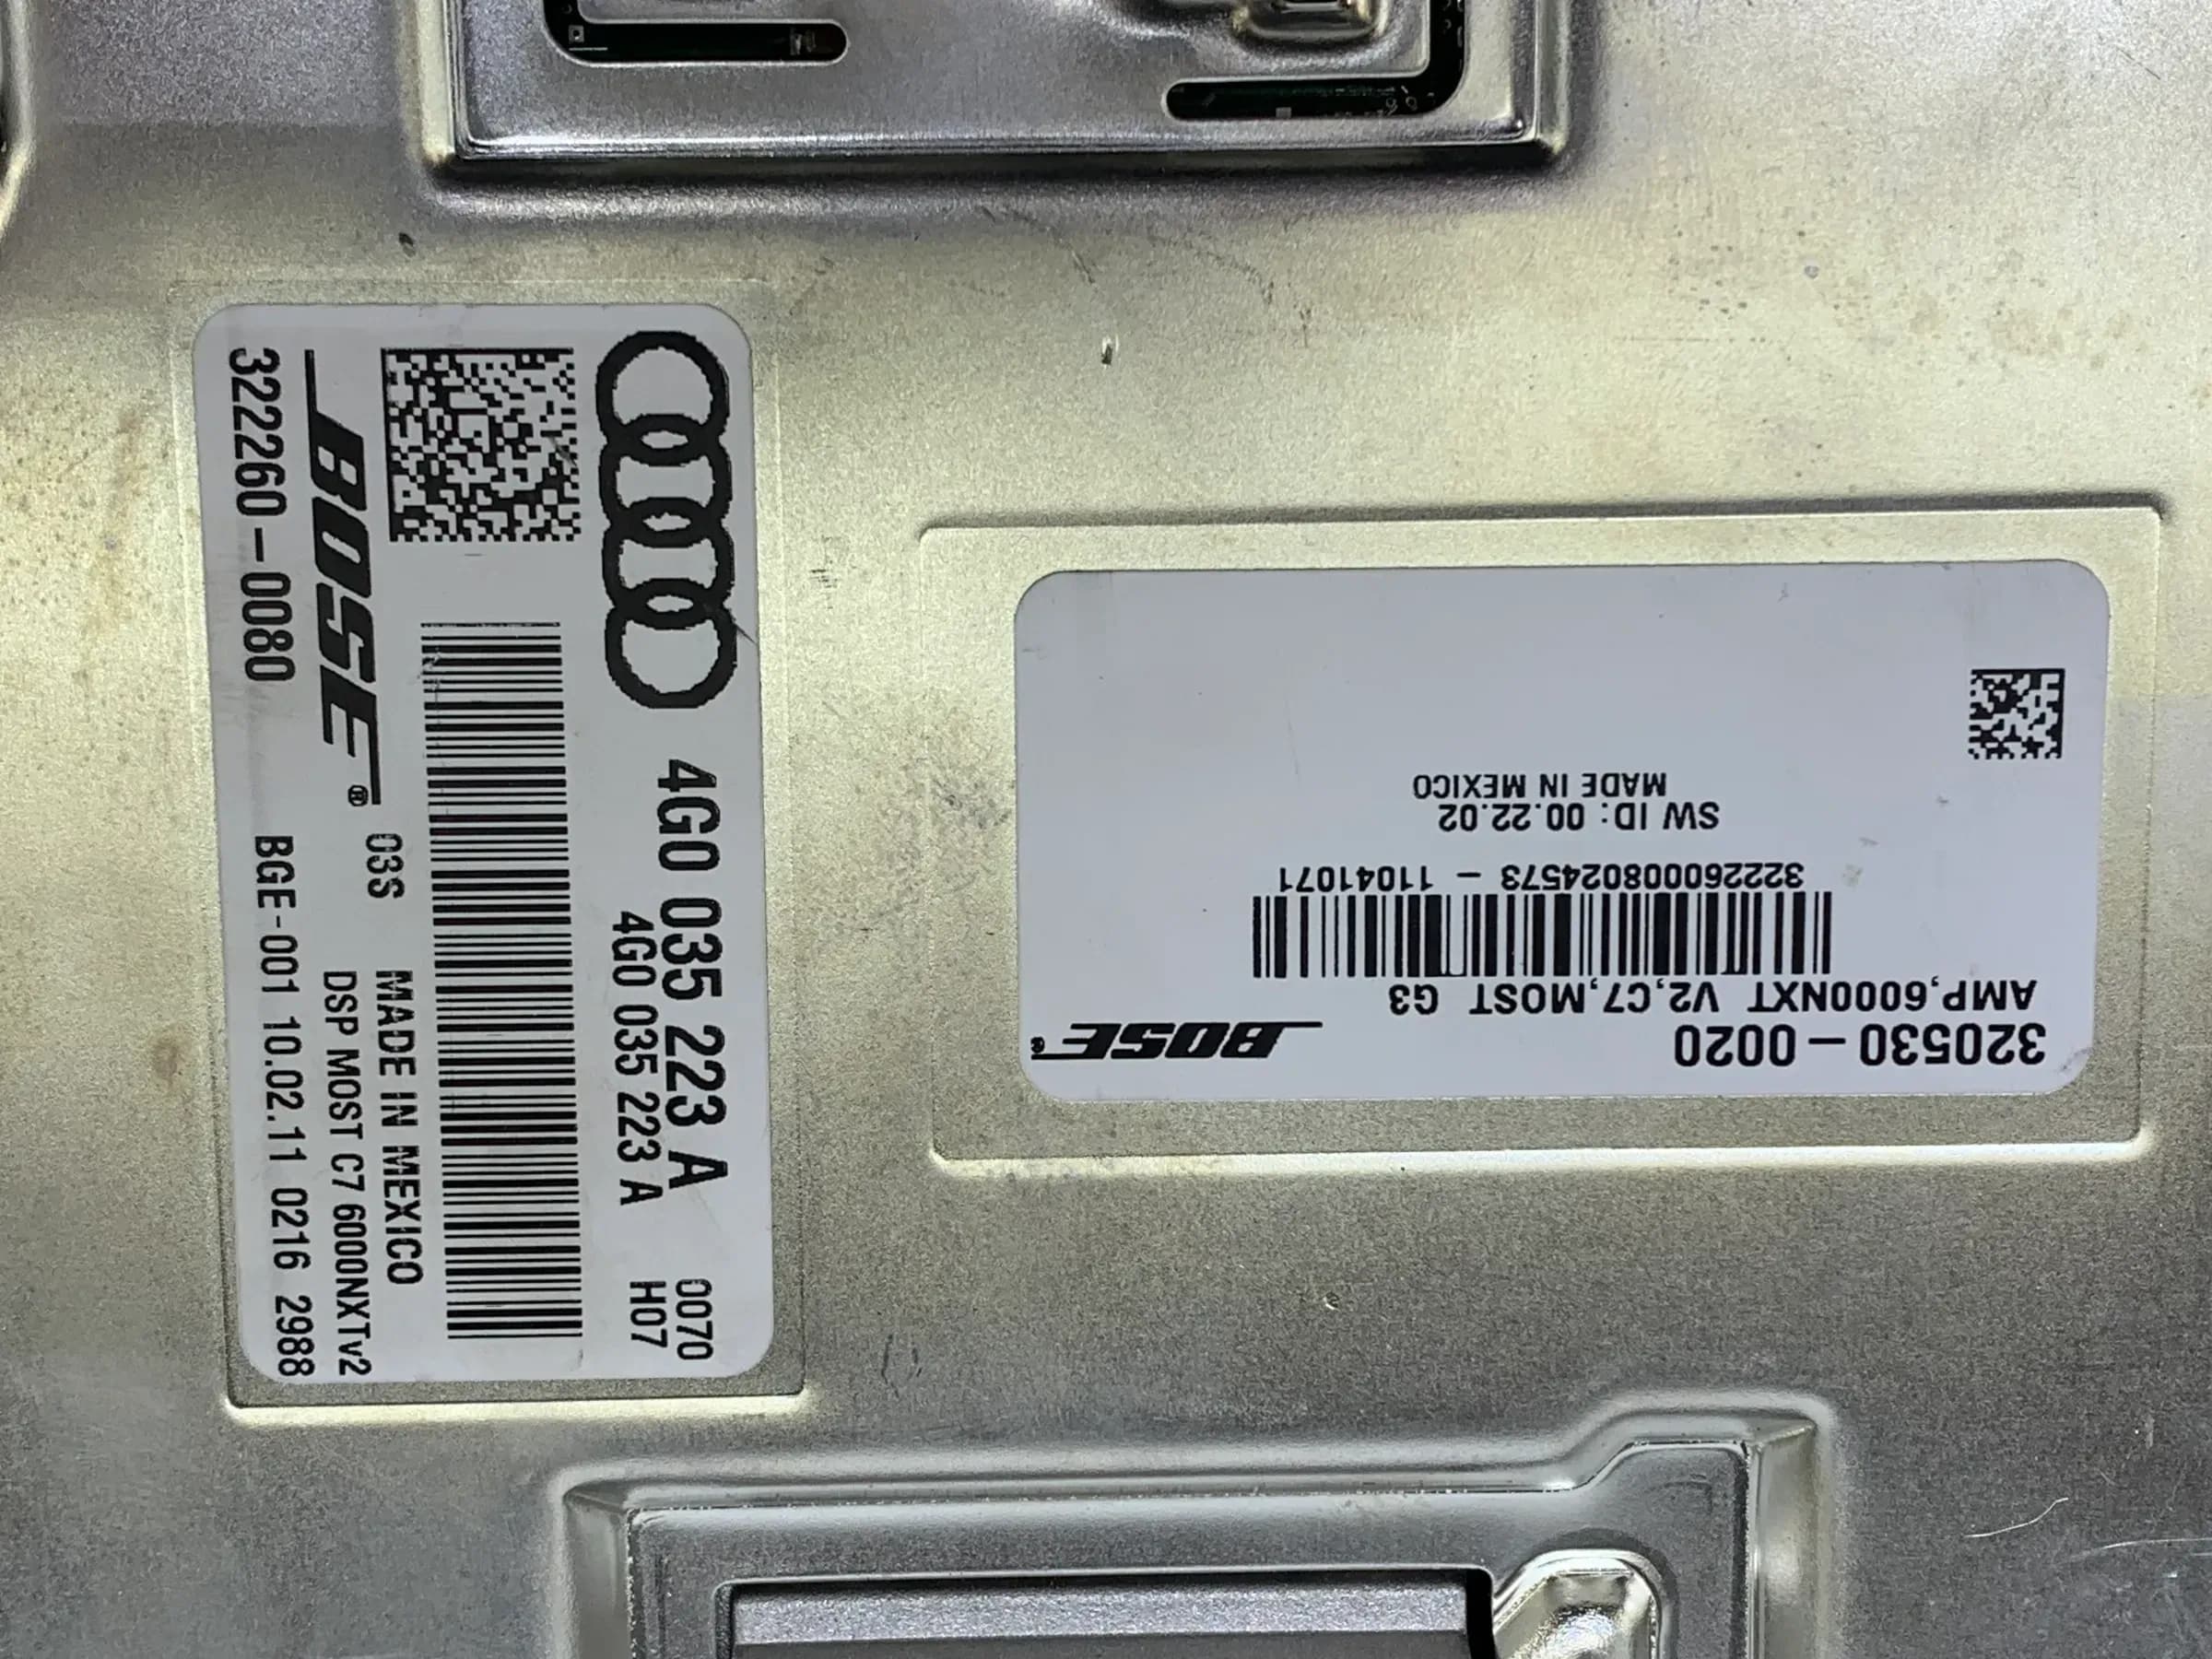 4G0 035 223 A 0070
4G0 035 223 A H07
MADE IN MEXICO
BOSE® 03S DSP MOST C7 6000NXTv2
322260-0080 BGE-001 10.02.11 0216 2988
320530-0020 BOSE®
AMP,6000NXT V2,C7,MOST G3
322260008024573 - 11041071
SW ID: 00.22.02
MADE IN MEXICO